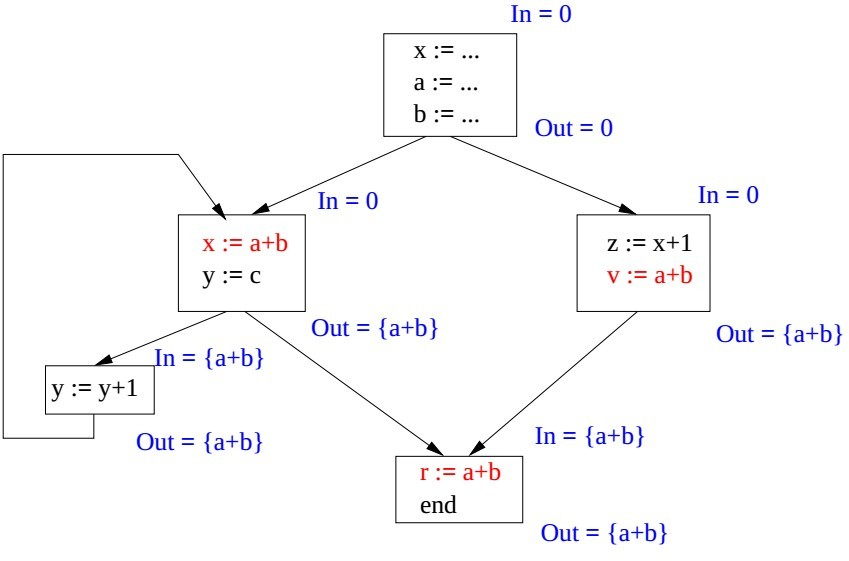 In = 0
x := ...
a := ...
b := ...
Out = 0
In = 0
x := a+b
y := c
Out = {a+b}
In = 0
z := x+1
v := a+b
Out = {a+b}
In = {a+b}
y := y+1
Out = {a+b}
In = {a+b}
r := a+b
end
Out = {a+b}